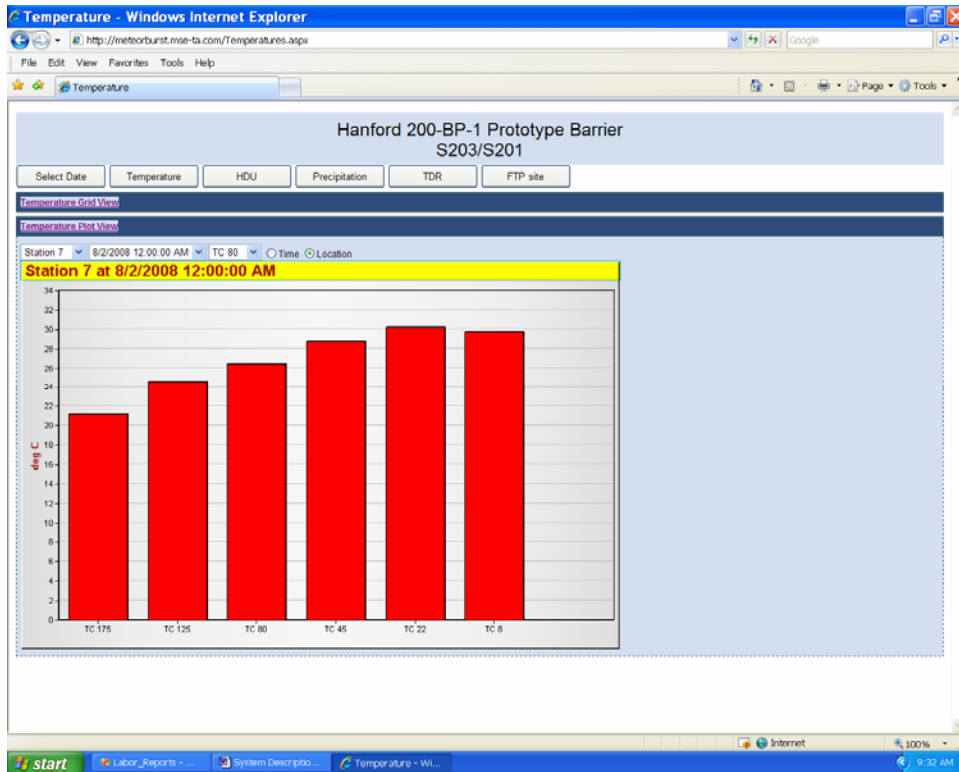 Temperature - Windows Internet Explorer
http://meteorburst.mse-ta.com/Temperatures.aspx
Google
File Edit View Favorites Tools Help
Temperature
Page Tools
Hanford 200-BP-1 Prototype Barrier
S203/S201
Select Date Temperature HDU Precipitation TDR FTP site
Temperature Grid View
Temperature Plot View
Station 7 8/2/2008 12:00:00 AM TC 80 Time Location
Station 7 at 8/2/2008 12:00:00 AM
34
32
30
28
26
24
22
20
18
16
14
12
10
8
6
4
2
0
deg C
TC 175 TC 125 TC 80 TC 45 TC 22 TC 8
Internet 100%
start Labor_Reports - ... System Descriptio... Temperature - Wi... 9:32 AM